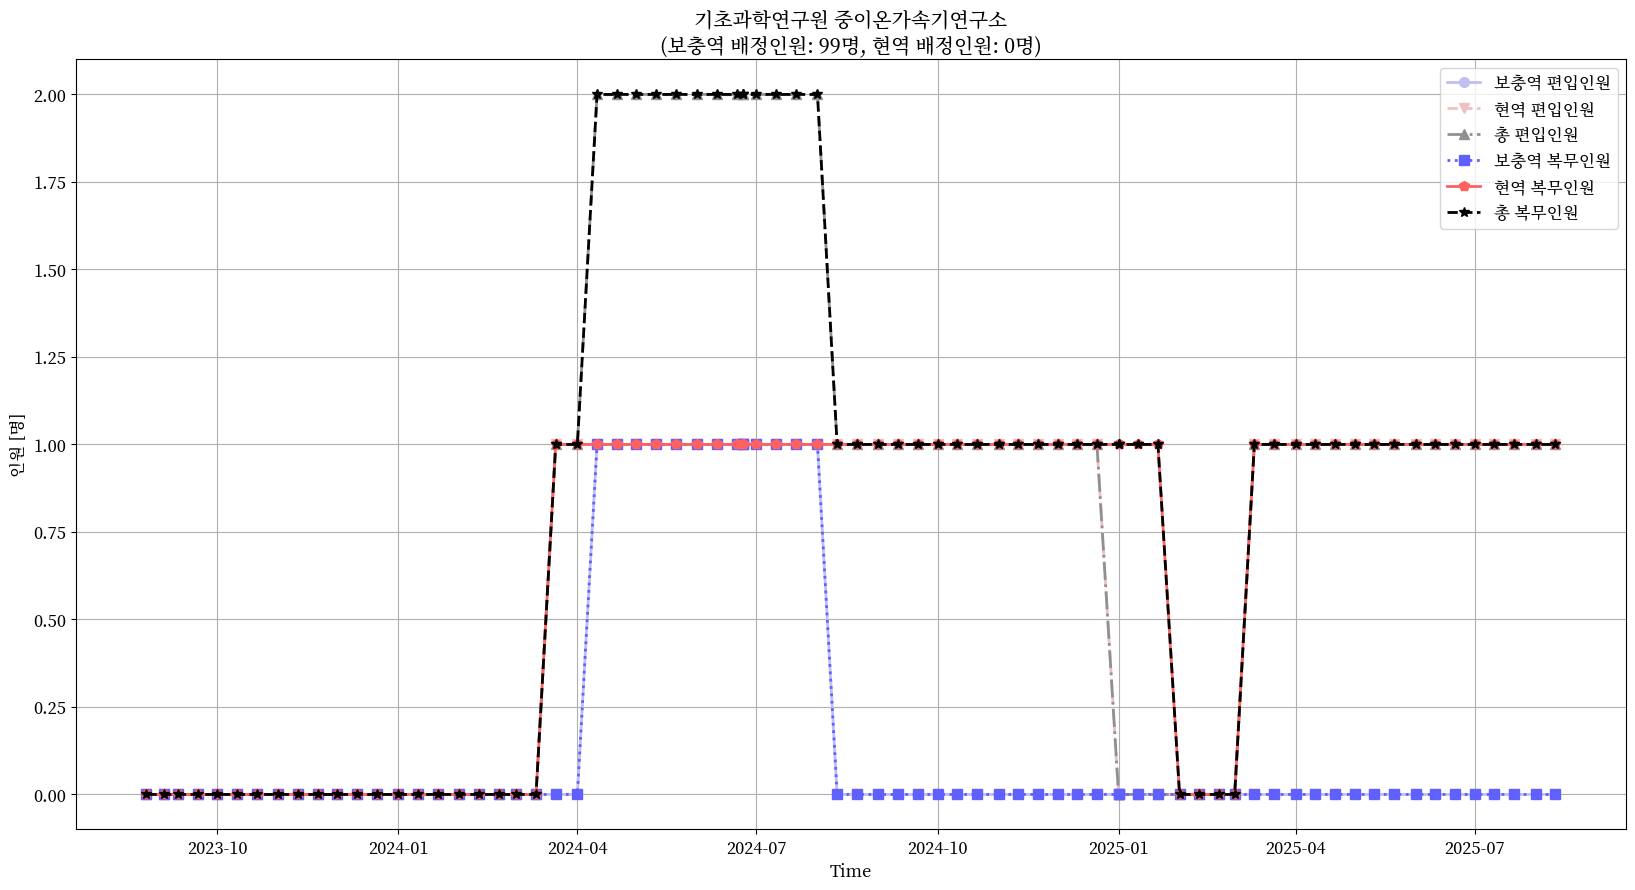 기초과학연구원 중이온가속기연구소
(보충역 배정인원: 99명, 현역 배정인원: 0명)
보충역 편입인원
현역 편입인원
총 편입인원
보충역 복무인원
현역 복무인원
총 복무인원
2.00
1.75
1.50
1.25
1.00
0.75
0.50
0.25
0.00
인원 [명]
2023-10 2024-01 2024-04 2024-07 2024-10 2025-01 2025-04 2025-07
Time